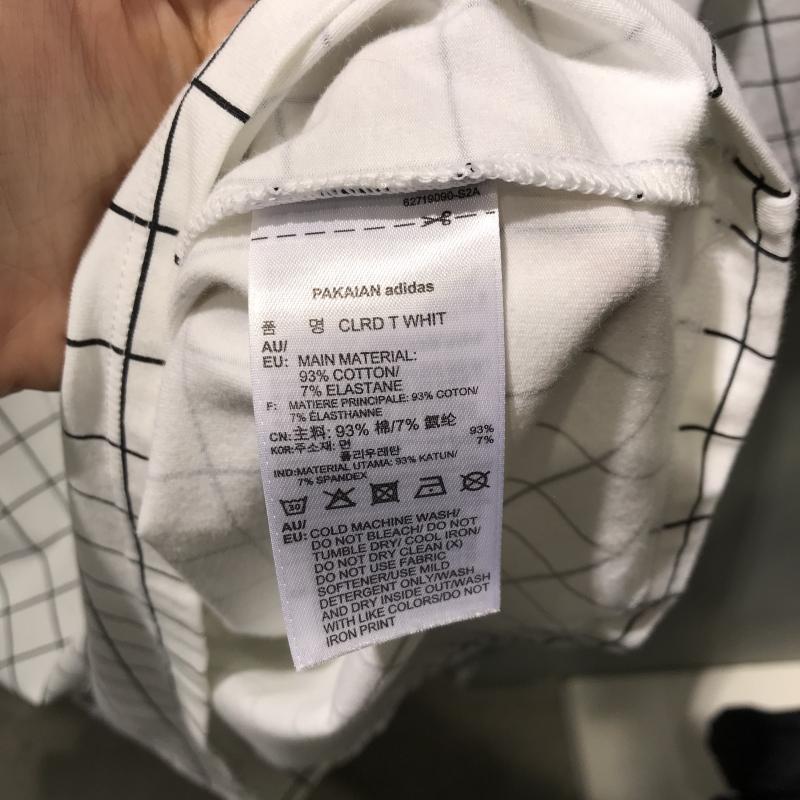 62719090-S2A
PAKAIAN adidas
품 명 CLRD T WHIT
AU/
EU: MAIN MATERIAL:
93% COTTON/
7% ELASTANE
F: MATIERE PRINCIPALE: 93% COTON/
7% ÉLASTHANNE
CN: 主料: 93% 棉/7% 氨纶
KOR: 주소재: 면 93%
폴리우레탄 7%
IND: MATERIAL UTAMA: 93% KATUN/
7% SPANDEX
30
AU/
EU: COLD MACHINE WASH/
DO NOT BLEACH/ DO NOT
TUMBLE DRY/ COOL IRON/
DO NOT DRY CLEAN (X)
DO NOT USE FABRIC
SOFTENER/USE MILD
DETERGENT ONLY/WASH
AND DRY INSIDE OUT/WASH
WITH LIKE COLORS/DO NOT
IRON PRINT